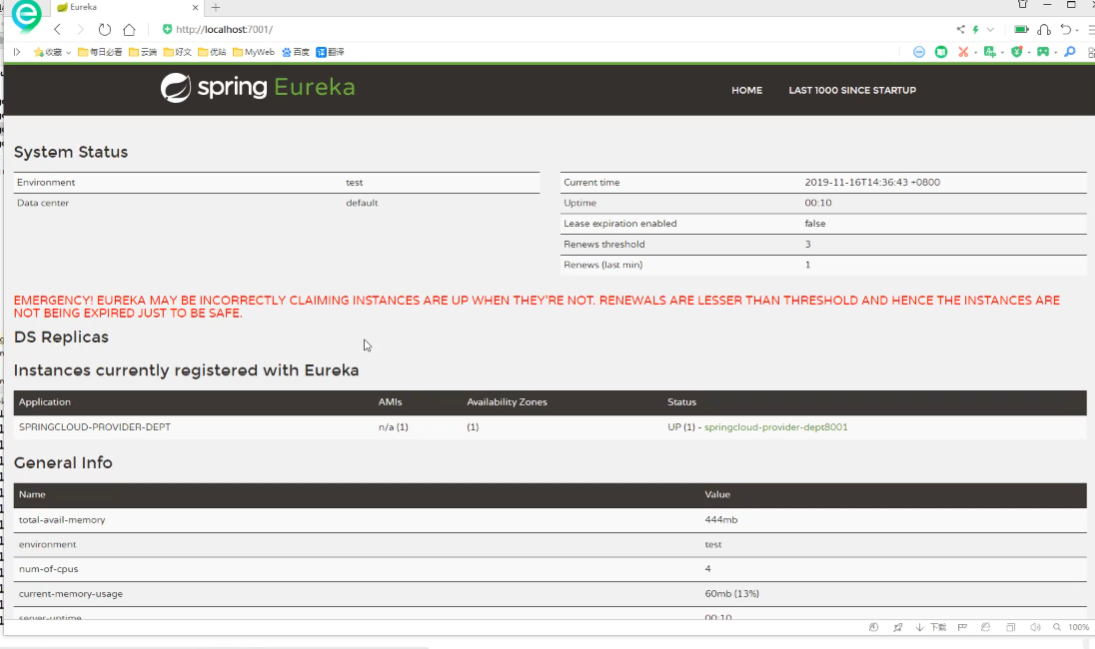 Eureka
http://localhost:7001/
收藏 每日必看 云端 好文 优站 MyWeb 百度 翻译
spring Eureka
HOME LAST 1000 SINCE STARTUP
System Status
Environment test
Data center default
Current time 2019-11-16T14:36:43 +0800
Uptime 00:10
Lease expiration enabled false
Renews threshold 3
Renews (last min) 1
EMERGENCY! EUREKA MAY BE INCORRECTLY CLAIMING INSTANCES ARE UP WHEN THEY'RE NOT. RENEWALS ARE LESSER THAN THRESHOLD AND HENCE THE INSTANCES ARE
NOT BEING EXPIRED JUST TO BE SAFE.
DS Replicas
Instances currently registered with Eureka
Application AMIs Availability Zones Status
SPRINGCLOUD-PROVIDER-DEPT n/a (1) (1) UP (1) - springcloud-provider-dept8001
General Info
Name Value
total-avail-memory 444mb
environment test
num-of-cpus 4
current-memory-usage 60mb (13%)
server-uptime 00:10
下载 100%